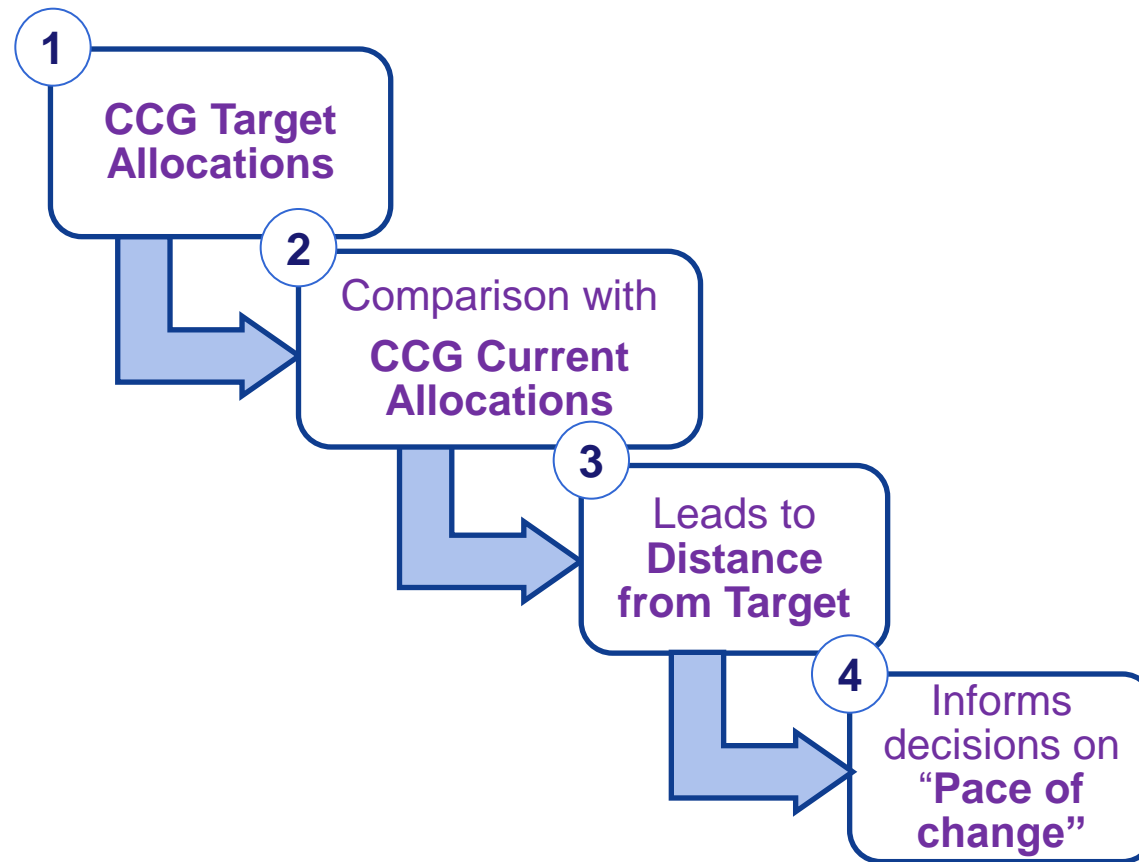 1
CCG Target
Allocations
2
Comparison with
CCG Current
Allocations
3
Leads to
Distance
from Target
4
Informs
decisions on
“Pace of
change”